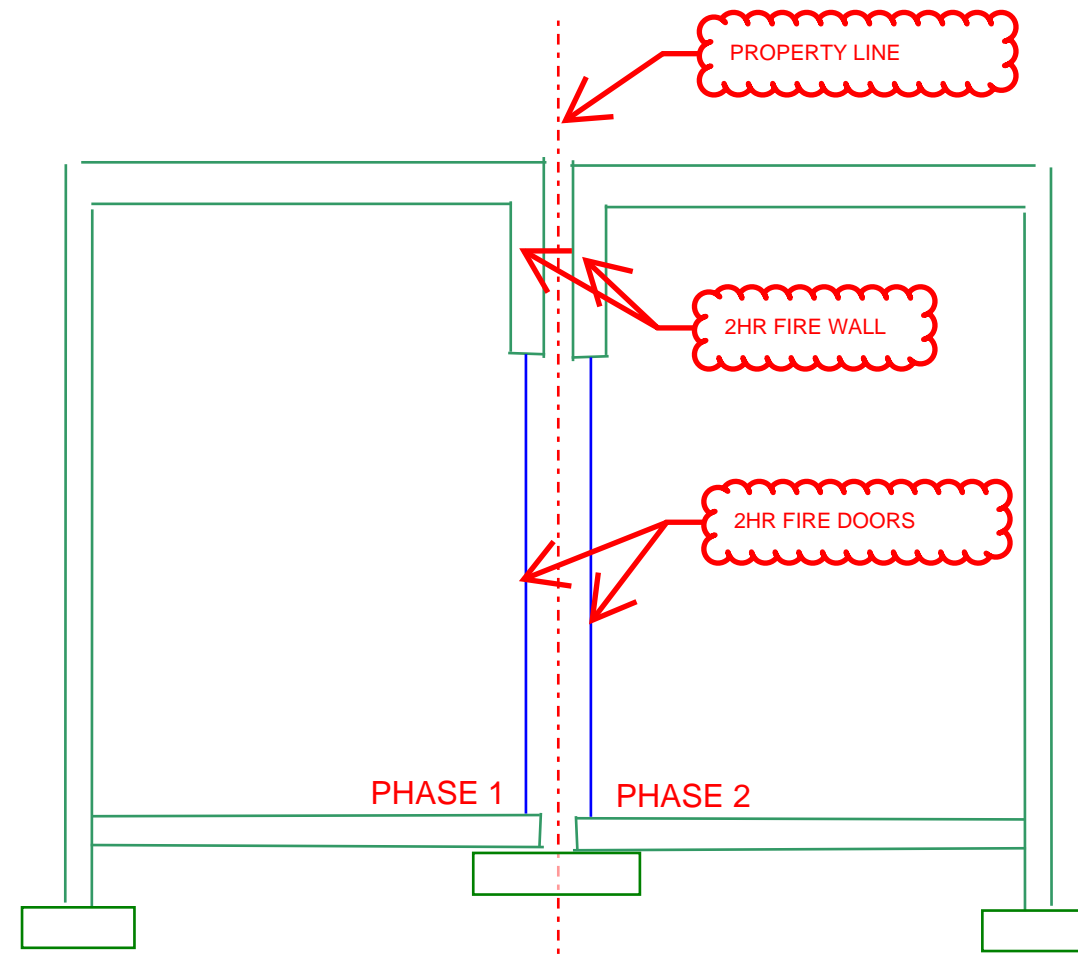 PROPERTY LINE
2HR FIRE WALL
2HR FIRE DOORS
PHASE 1
PHASE 2